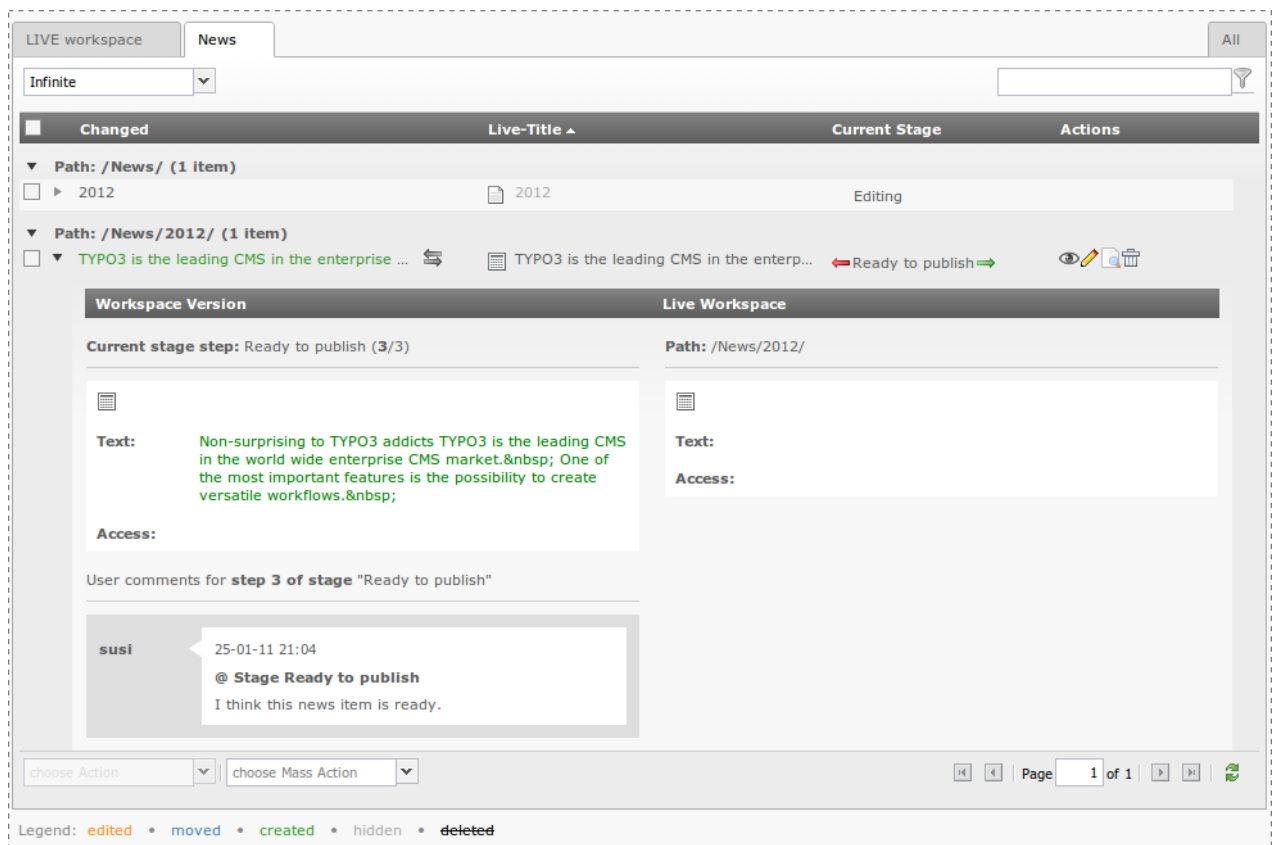 LIVE workspace News All
Infinite
Changed Live-Title Current Stage Actions
Path: /News/ (1 item)
2012 2012 Editing
Path: /News/2012/ (1 item)
TYPO3 is the leading CMS in the enterprise ... TYPO3 is the leading CMS in the enterp... Ready to publish
Workspace Version Live Workspace
Current stage step: Ready to publish (3/3) Path: /News/2012/
Text: Non-surprising to TYPO3 addicts TYPO3 is the leading CMS Text:
in the world wide enterprise CMS market.&nbsp; One of
the most important features is the possibility to create Access:
versatile workflows.&nbsp;
Access:
User comments for step 3 of stage "Ready to publish"
susi 25-01-11 21:04
@ Stage Ready to publish
I think this news item is ready.
choose Action choose Mass Action Page 1 of 1
Legend: edited • moved • created • hidden • deleted